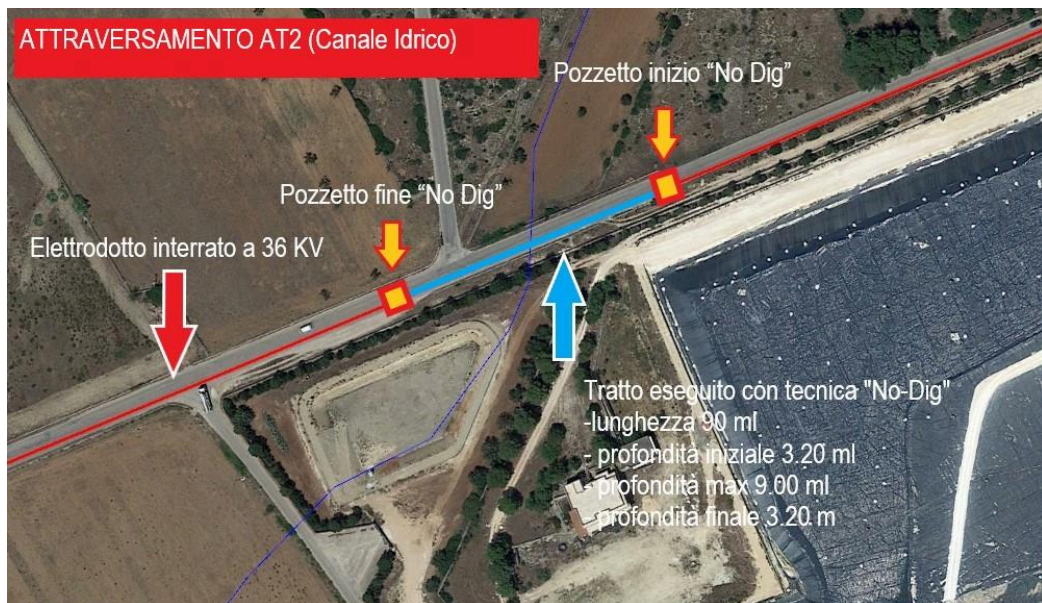 ATTRAVERSAMENTO AT2 (Canale Idrico)
Pozzetto inizio “No Dig”
Pozzetto fine “No Dig”
Elettrodotto interrato a 36 KV
Tratto eseguito con tecnica "No-Dig"
-lunghezza 90 ml
- profondità iniziale 3.20 ml
- profondità max 9.00 ml
- profondità finale 3.20 m